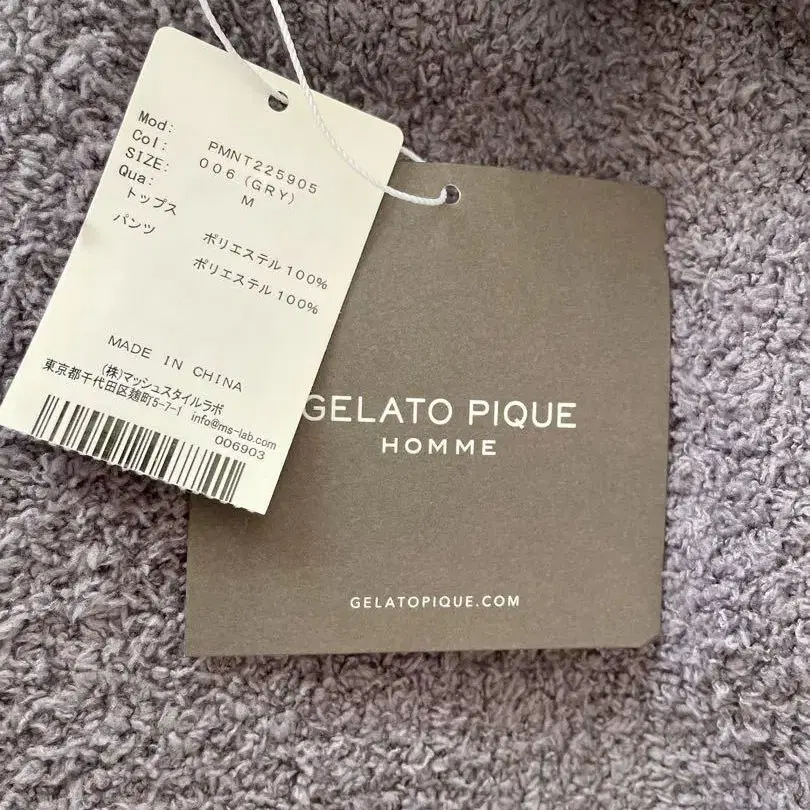 Mod: PMNT225905
Col: 006(GRY)
SIZE: M
Qua:
トップス ポリエステル100%
パンツ ポリエステル100%
MADE IN CHINA
(株)マッシュスタイルラボ
東京都千代田区麹町5-7-1 info@ms-lab.com
006903
GELATO PIQUE
HOMME
GELATOPIQUE.COM